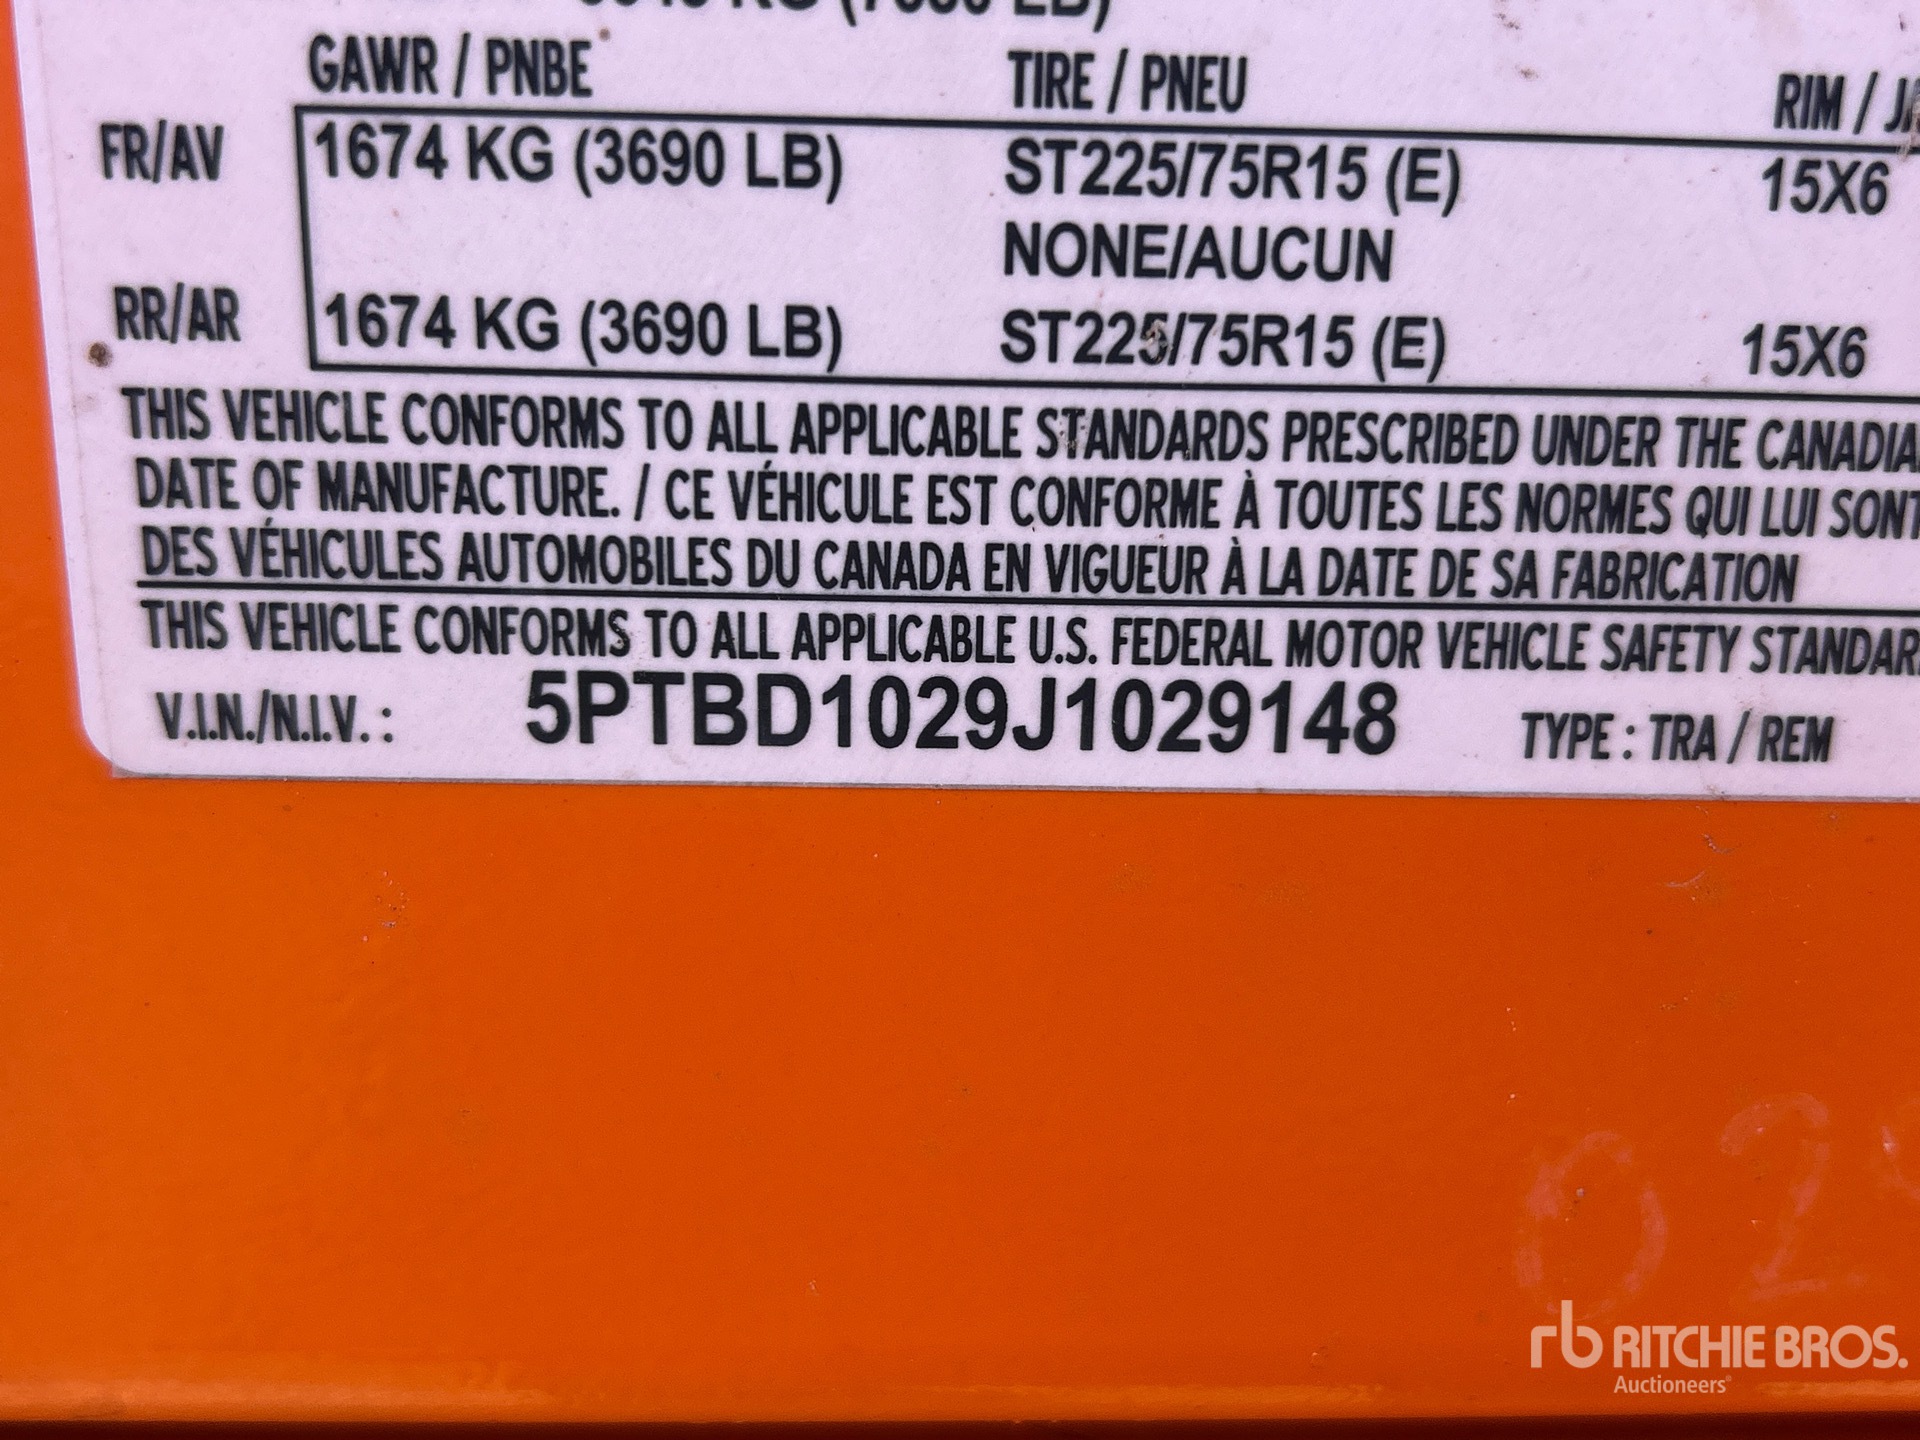 GAWR / PNBE TIRE / PNEU RIM /
FR/AV 1674 KG (3690 LB) ST225/75R15 (E) 15X6
NONE/AUCUN
RR/AR 1674 KG (3690 LB) ST225/75R15 (E) 15X6
THIS VEHICLE CONFORMS TO ALL APPLICABLE STANDARDS PRESCRIBED UNDER THE CANADIA
DATE OF MANUFACTURE. / CE VÉHICULE EST CONFORME À TOUTES LES NORMES QUI LUI SONT
DES VÉHICULES AUTOMOBILES DU CANADA EN VIGUEUR À LA DATE DE SA FABRICATION
THIS VEHICLE CONFORMS TO ALL APPLICABLE U.S. FEDERAL MOTOR VEHICLE SAFETY STANDAR
V.I.N./N.I.V. : 5PTBD1029J1029148 TYPE : TRA / REM
rb RITCHIE BROS.
Auctioneers